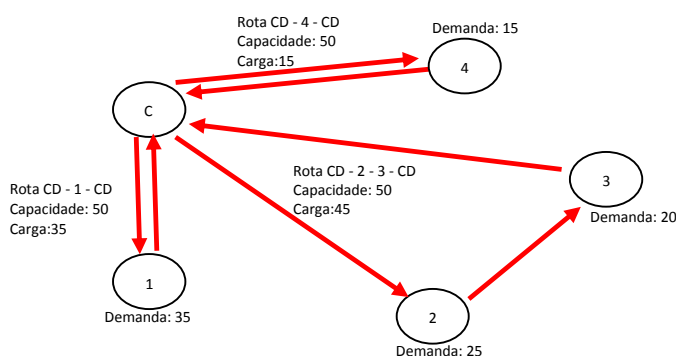 Rota CD - 4 - CD
Capacidade: 50
Carga:15
Demanda: 15
4
C
Rota CD - 2 - 3 - CD
Capacidade: 50
Carga:45
3
Demanda: 20
Rota CD - 1 - CD
Capacidade: 50
Carga:35
1
Demanda: 35
2
Demanda: 25